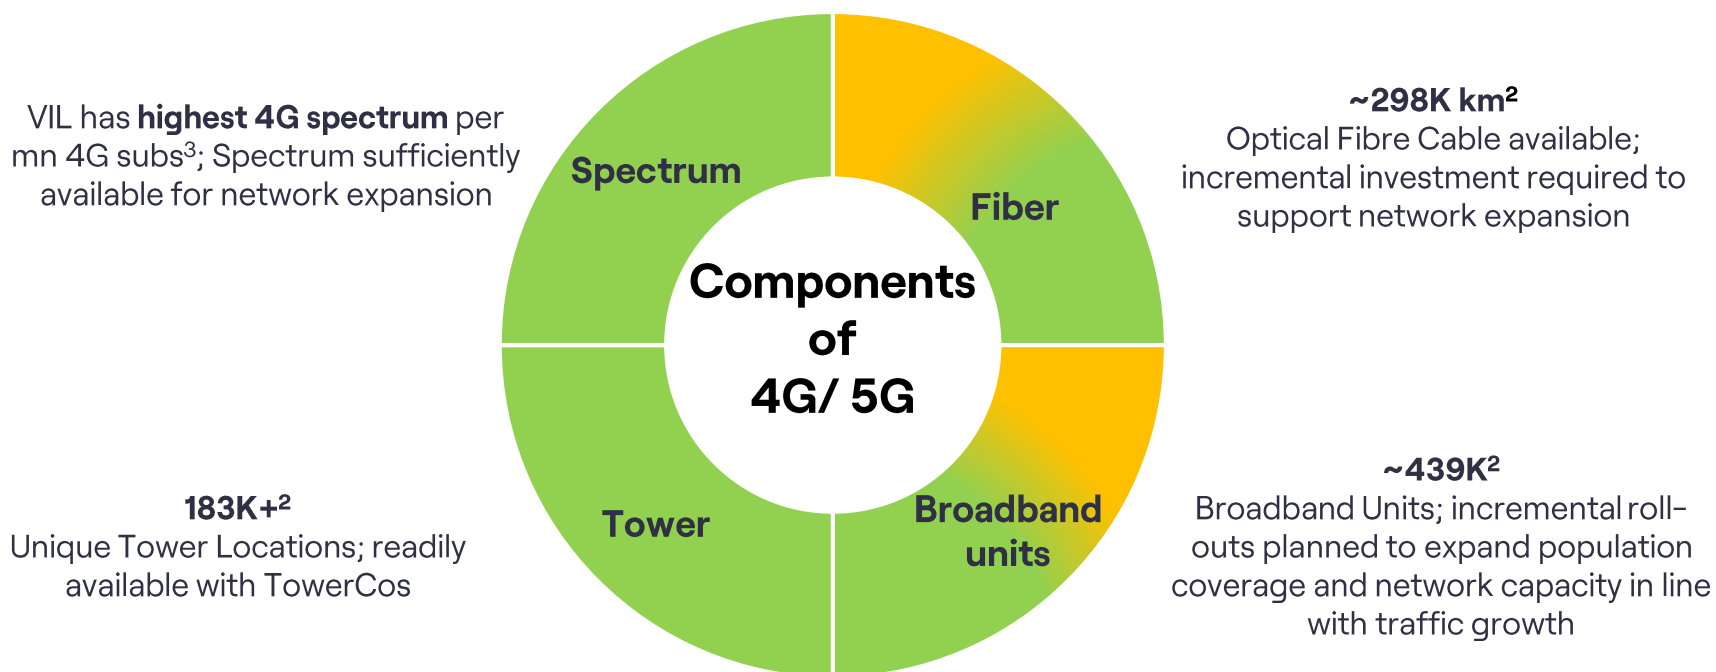 VIL has highest 4G spectrum per
mn 4G subs³; Spectrum sufficiently
available for network expansion
Spectrum
~298K km²
Optical Fibre Cable available;
incremental investment required to
support network expansion
Fiber
Components
of
4G/ 5G
183K+²
Unique Tower Locations; readily
available with TowerCos
Tower
Broadband
units
~439K²
Broadband Units; incremental roll-
outs planned to expand population
coverage and network capacity in line
with traffic growth